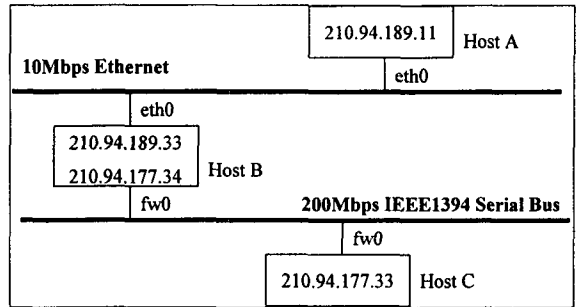 210.94.189.11
Host A
10Mbps Ethernet
eth0
eth0
210.94.189.33
210.94.177.34
Host B
fw0
200Mbps IEEE1394 Serial Bus
fw0
210.94.177.33
Host C